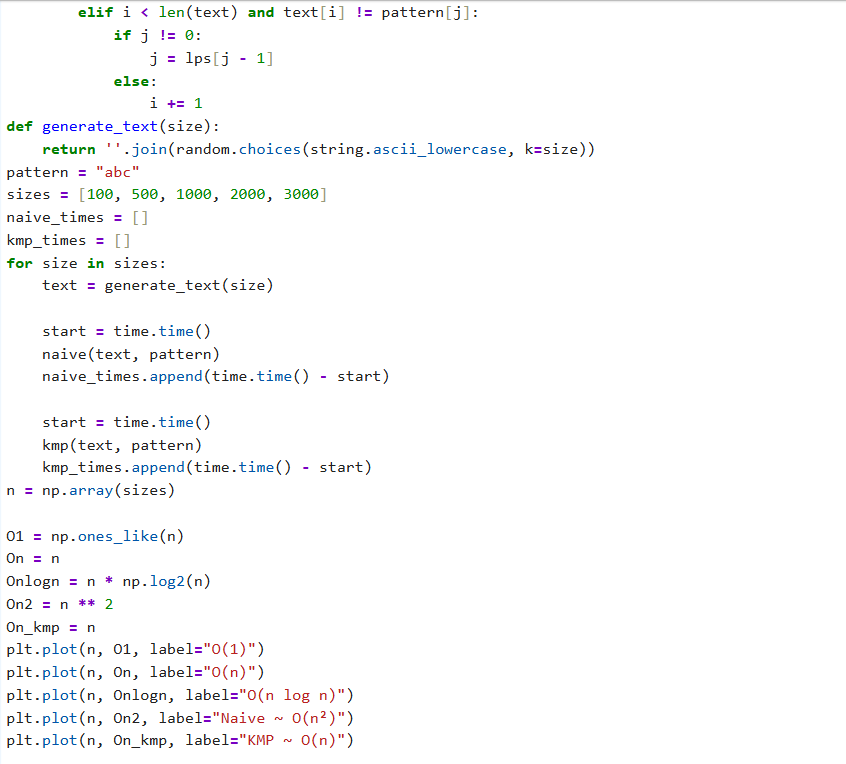 elif i < len(text) and text[i] != pattern[j]:
            if j != 0:
                j = lps[j - 1]
            else:
                i += 1
def generate_text(size):
    return ''.join(random.choices(string.ascii_lowercase, k=size))
pattern = "abc"
sizes = [100, 500, 1000, 2000, 3000]
naive_times = []
kmp_times = []
for size in sizes:
    text = generate_text(size)

    start = time.time()
    naive(text, pattern)
    naive_times.append(time.time() - start)

    start = time.time()
    kmp(text, pattern)
    kmp_times.append(time.time() - start)
n = np.array(sizes)

O1 = np.ones_like(n)
On = n
Onlogn = n * np.log2(n)
On2 = n ** 2
On_kmp = n
plt.plot(n, O1, label="O(1)")
plt.plot(n, On, label="O(n)")
plt.plot(n, Onlogn, label="O(n log n)")
plt.plot(n, On2, label="Naive ~ O(n²)")
plt.plot(n, On_kmp, label="KMP ~ O(n)")